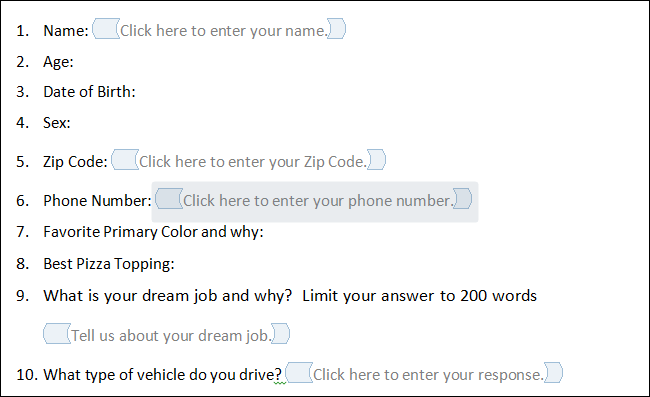 1. Name: Click here to enter your name.
2. Age:
3. Date of Birth:
4. Sex:
5. Zip Code: Click here to enter your Zip Code.
6. Phone Number: Click here to enter your phone number.
7. Favorite Primary Color and why:
8. Best Pizza Topping:
9. What is your dream job and why?  Limit your answer to 200 words
Tell us about your dream job.
10. What type of vehicle do you drive? Click here to enter your response.